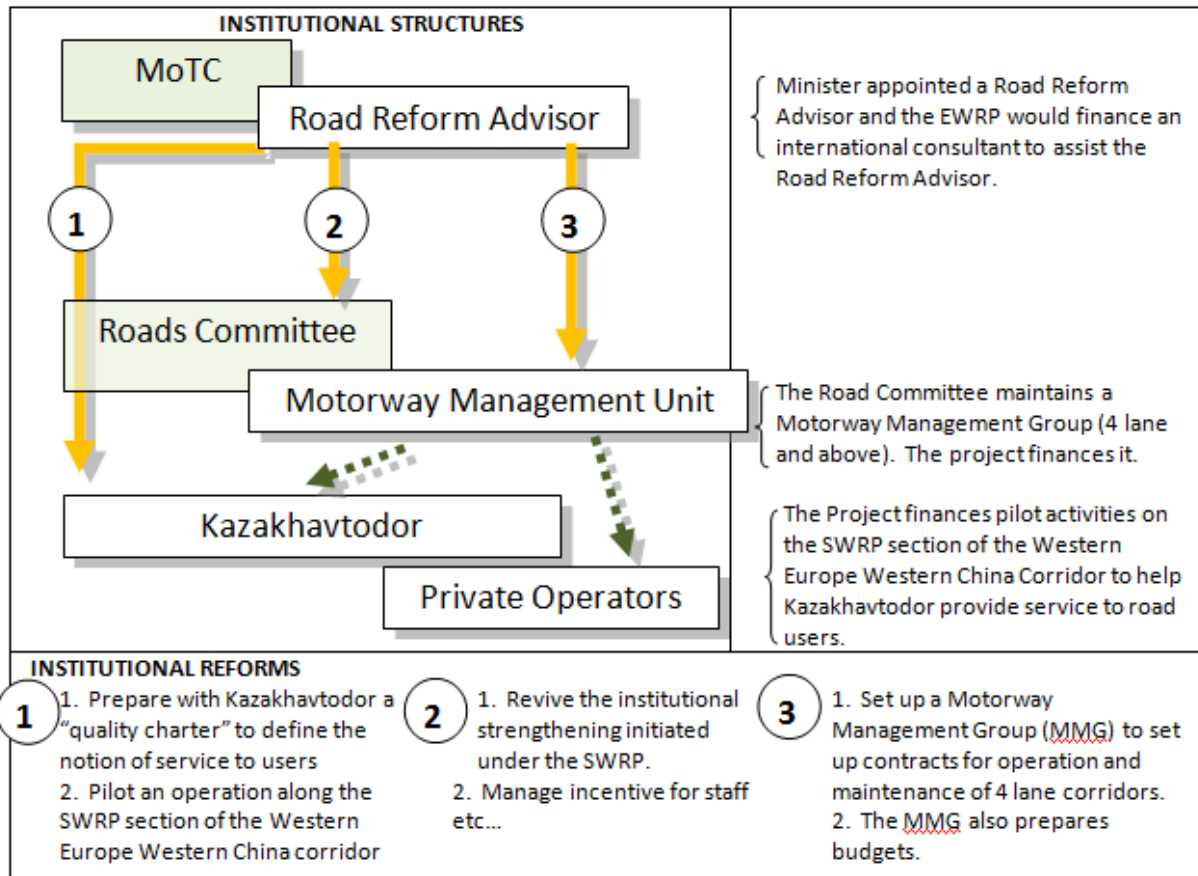 INSTITUTIONAL STRUCTURES
MoTC
Road Reform Advisor
1
2
3
Roads Committee
Motorway Management Unit
Kazakhavtodor
Private Operators
Minister appointed a Road Reform
Advisor and the EWRP would finance an
international consultant to assist the
Road Reform Advisor.
The Road Committee maintains a
Motorway Management Group (4 lane
and above).  The project finances it.
The Project finances pilot activities on
the SWRP section of the Western
Europe Western China Corridor to help
Kazakhavtodor provide service to road
users.
INSTITUTIONAL REFORMS
1
1.  Prepare with Kazakhavtodor a
“quality charter” to define the
notion of service to users
2.  Pilot an operation along the
SWRP section of the Western
Europe Western China corridor
2
1.  Revive the institutional
strengthening initiated
under the SWRP.
2.  Manage incentive for staff
etc…
3
1.  Set up a Motorway
Management Group (MMG) to set
up contracts for operation and
maintenance of 4 lane corridors.
2.  The MMG also prepares
budgets.